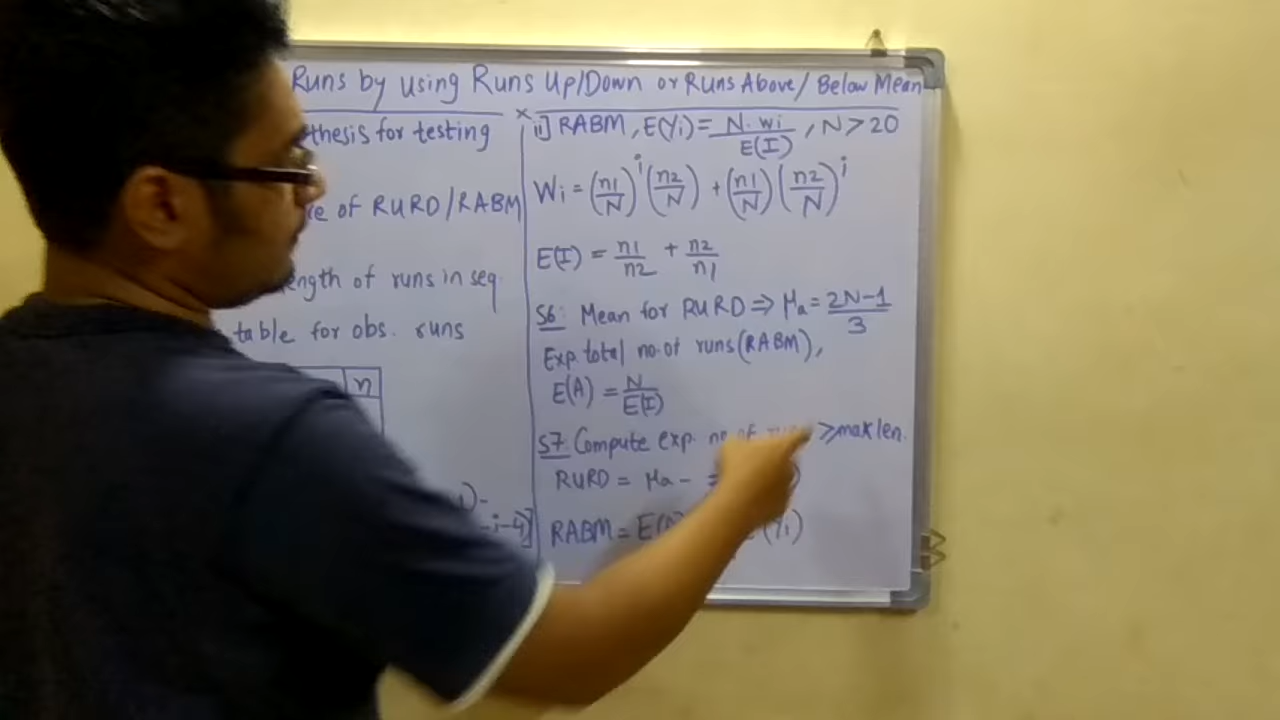 Runs by using Runs Up/Down or Runs Above/Below Mean
thesis for testing
of RURD/RABM
length of runs in seq.
table for obs. runs
n
-i-4)]
ii] RABM, E(Yi) = N.wi / E(I), N > 20
Wi = (n1/N)^i (n2/N) + (n1/N) (n2/N)^i
E(I) = n1/n2 + n2/n1
S6: Mean for RURD ⇒ μa = 2N-1 / 3
Exp. total no. of runs (RABM),
E(A) = N / E(I)
S7: Compute exp. no. of ≥ max len.
RURD = μa -
RABM = (Yi)